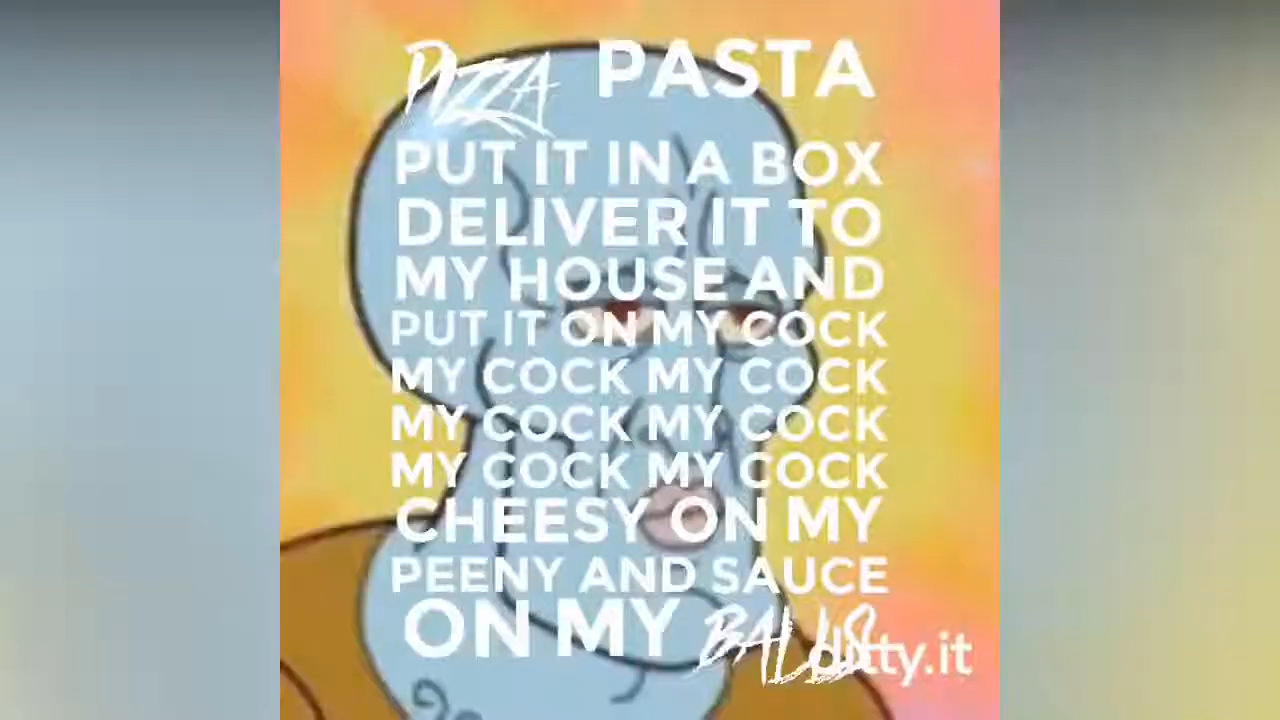 PIZZA PASTA
PUT IT IN A BOX
DELIVER IT TO
MY HOUSE AND
PUT IT ON MY COCK
MY COCK MY COCK
MY COCK MY COCK
MY COCK MY COCK
CHEESY ON MY
PEENY AND SAUCE
ON MY BALLS
ditty.it